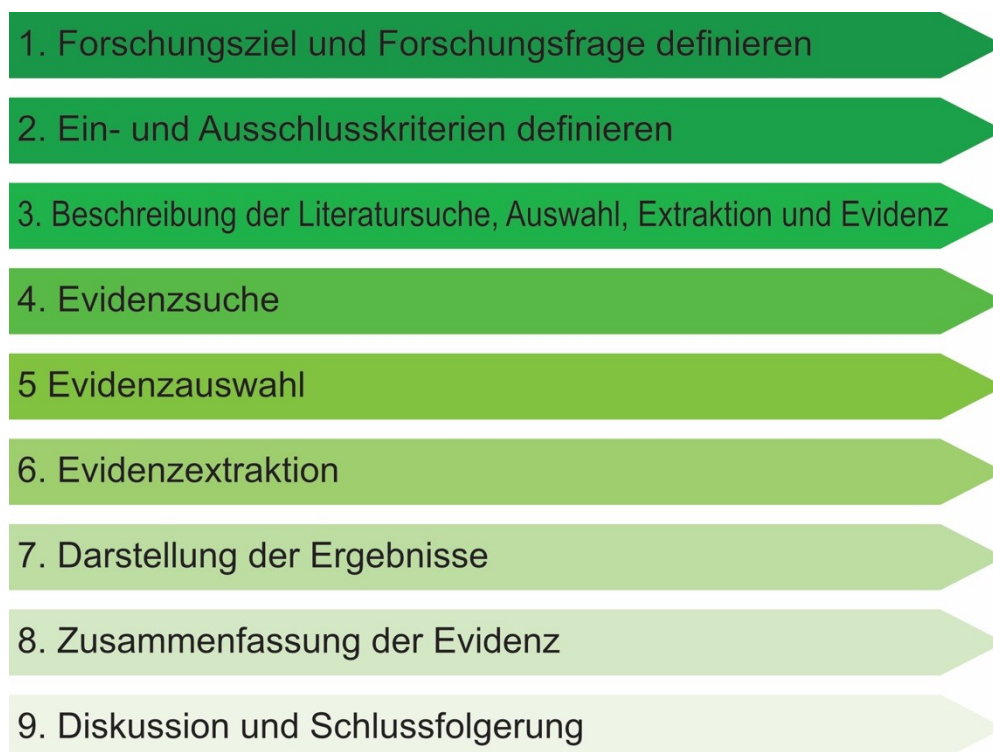 1. Forschungsziel und Forschungsfrage definieren
2. Ein- und Ausschlusskriterien definieren
3. Beschreibung der Literatursuche, Auswahl, Extraktion und Evidenz
4. Evidenzsuche
5 Evidenzauswahl
6. Evidenzextraktion
7. Darstellung der Ergebnisse
8. Zusammenfassung der Evidenz
9. Diskussion und Schlussfolgerung